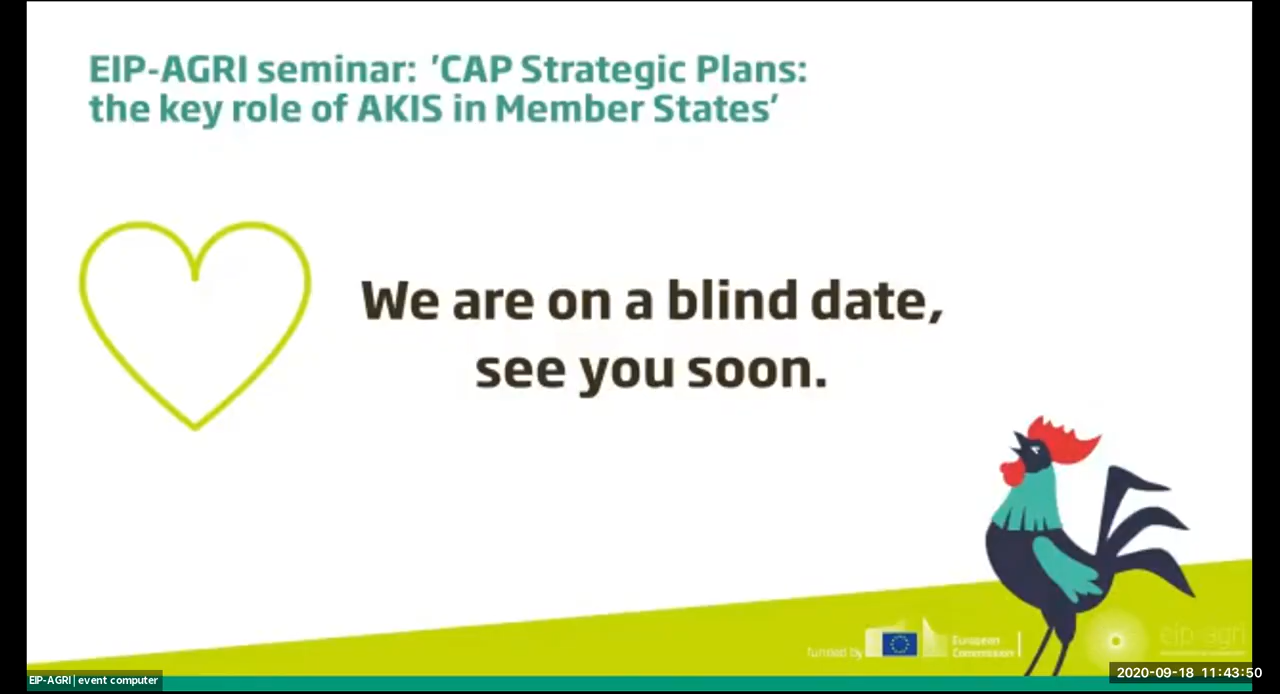 EIP-AGRI seminar: 'CAP Strategic Plans:
the key role of AKIS in Member States'
We are on a blind date,
see you soon.
funded by
European
Commission
eip-agri
EIP-AGRI | event computer
2020-09-18 11:43:50